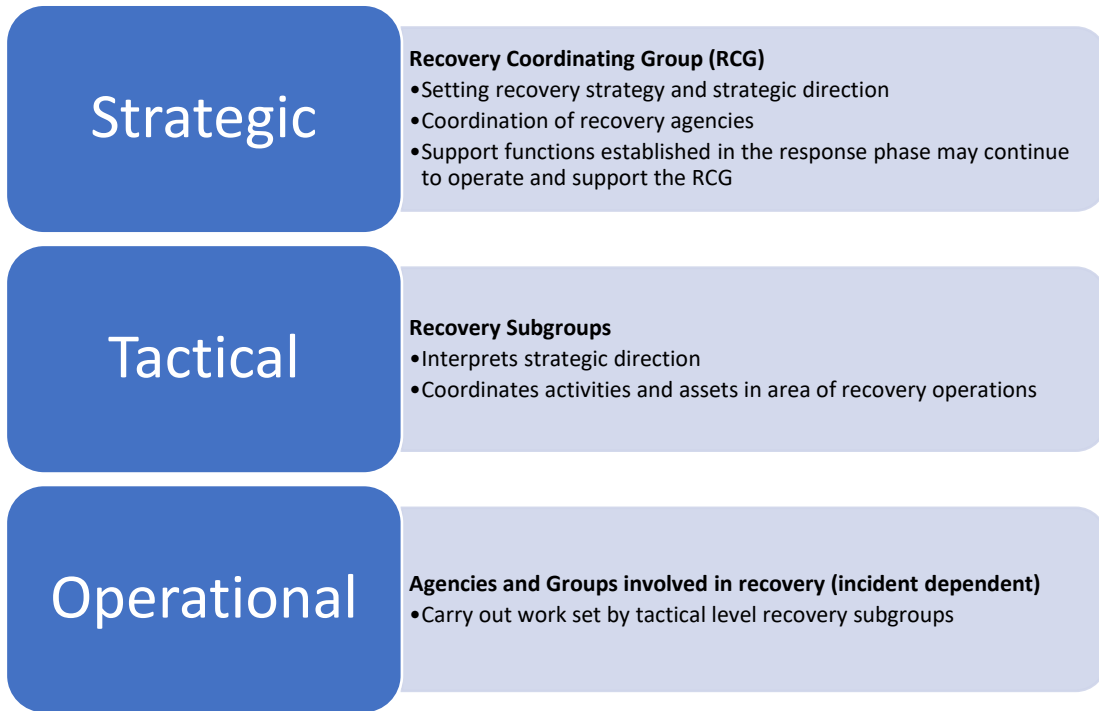 Strategic
Recovery Coordinating Group (RCG)
•Setting recovery strategy and strategic direction
•Coordination of recovery agencies
•Support functions established in the response phase may continue
to operate and support the RCG
Tactical
Recovery Subgroups
•Interprets strategic direction
•Coordinates activities and assets in area of recovery operations
Operational
Agencies and Groups involved in recovery (incident dependent)
•Carry out work set by tactical level recovery subgroups